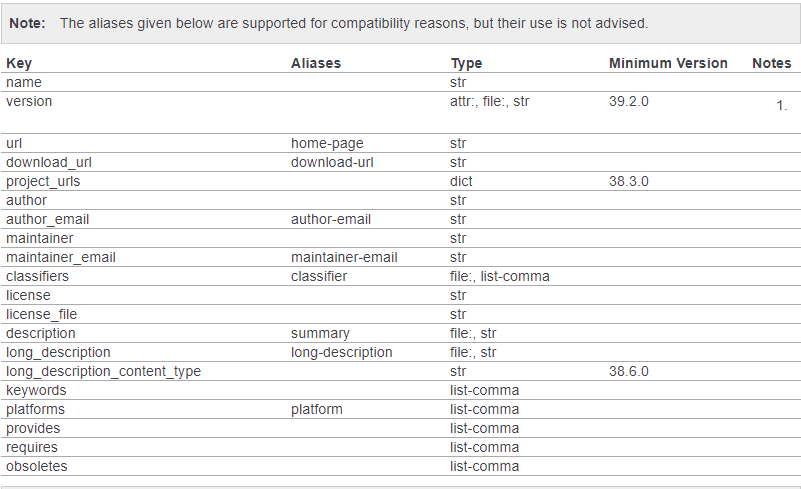 Note: The aliases given below are supported for compatibility reasons, but their use is not advised.
Key Aliases Type Minimum Version Notes
name str
version attr:, file:, str 39.2.0 1.
url home-page str
download_url download-url str
project_urls dict 38.3.0
author str
author_email author-email str
maintainer str
maintainer_email maintainer-email str
classifiers classifier file:, list-comma
license str
license_file str
description summary file:, str
long_description long-description file:, str
long_description_content_type str 38.6.0
keywords list-comma
platforms platform list-comma
provides list-comma
requires list-comma
obsoletes list-comma